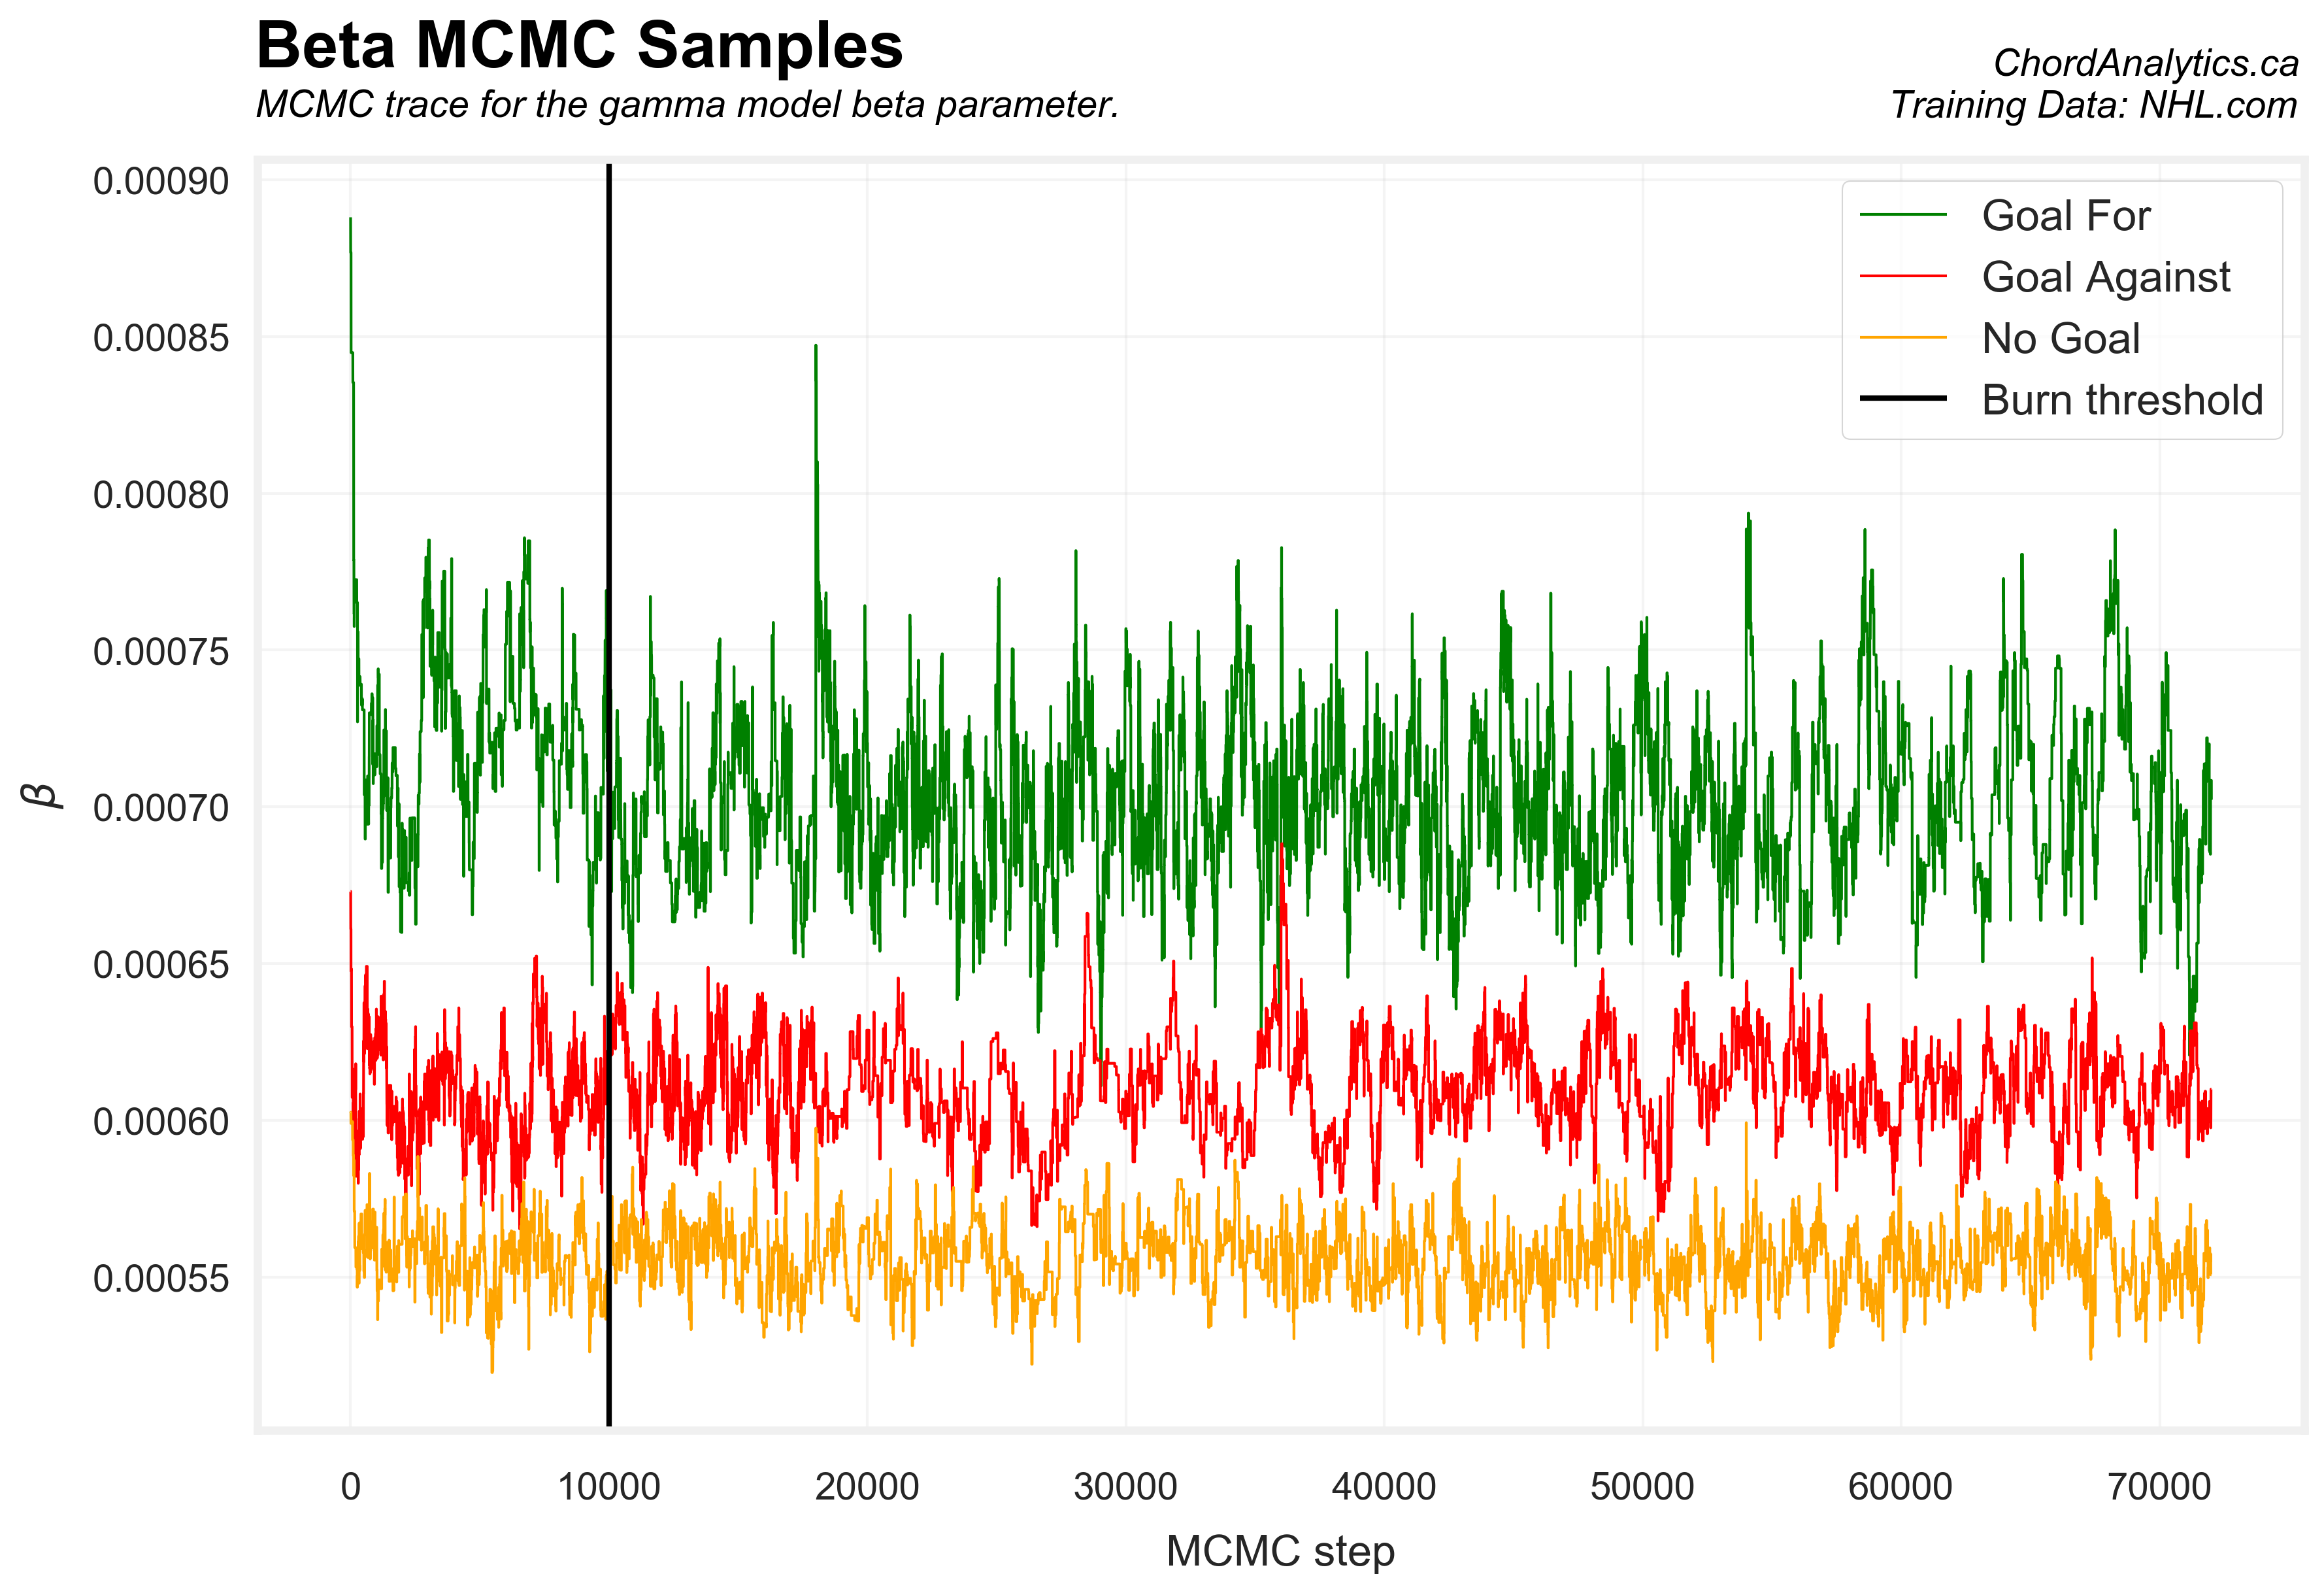 Beta MCMC Samples
MCMC trace for the gamma model beta parameter.
ChordAnalytics.ca
Training Data: NHL.com
0.00090
0.00085
0.00080
0.00075
0.00070
0.00065
0.00060
0.00055
β
Goal For
Goal Against
No Goal
Burn threshold
0 10000 20000 30000 40000 50000 60000 70000
MCMC step